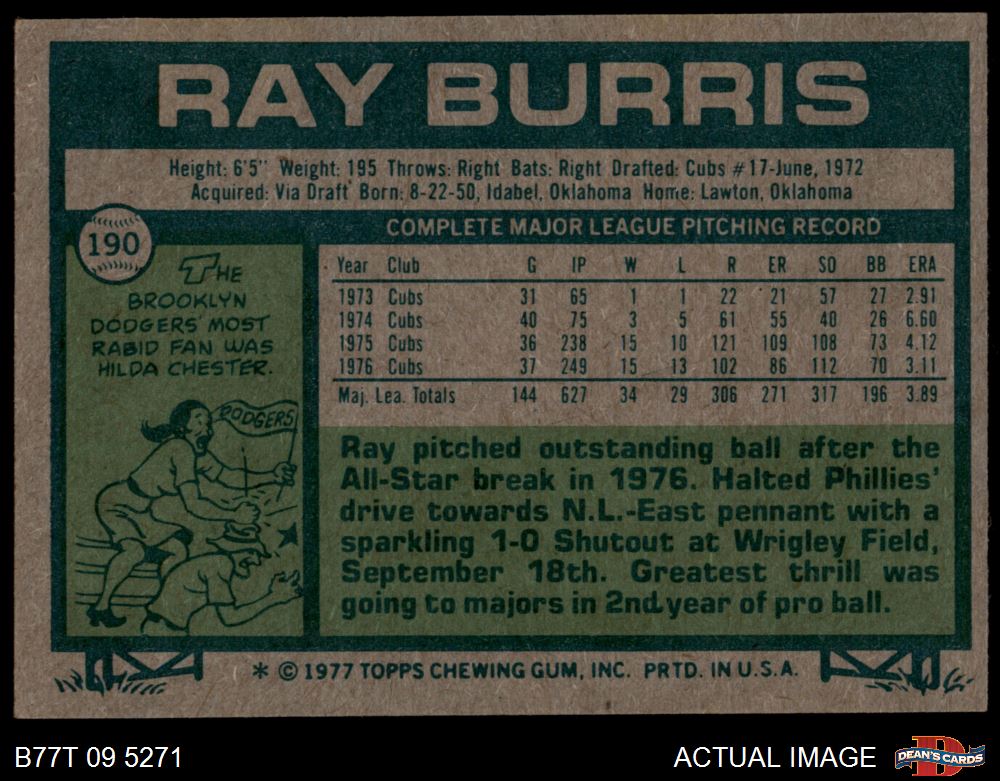 RAY BURRIS
Height: 6'5" Weight: 195 Throws: Right Bats: Right Drafted: Cubs #17-June, 1972
Acquired: Via Draft Born: 8-22-50, Idabel, Oklahoma Home: Lawton, Oklahoma
190
THE
BROOKLYN
DODGERS' MOST
RABID FAN WAS
HILDA CHESTER.
DODGERS
COMPLETE MAJOR LEAGUE PITCHING RECORD
Year Club G IP W L R ER SO BB ERA
1973 Cubs 31 65 1 1 22 21 57 27 2.91
1974 Cubs 40 75 3 5 61 55 40 26 6.60
1975 Cubs 36 238 15 10 121 109 108 73 4.12
1976 Cubs 37 249 15 13 102 86 112 70 3.11
Maj. Lea. Totals 144 627 34 29 306 271 317 196 3.89
Ray pitched outstanding ball after the
All-Star break in 1976. Halted Phillies'
drive towards N.L.-East pennant with a
sparkling 1-0 Shutout at Wrigley Field,
September 18th. Greatest thrill was
going to majors in 2nd year of pro ball.
* © 1977 TOPPS CHEWING GUM, INC. PRTD. IN U.S.A.
B77T 09 5271
ACTUAL IMAGE
D
DEAN'S CARDS